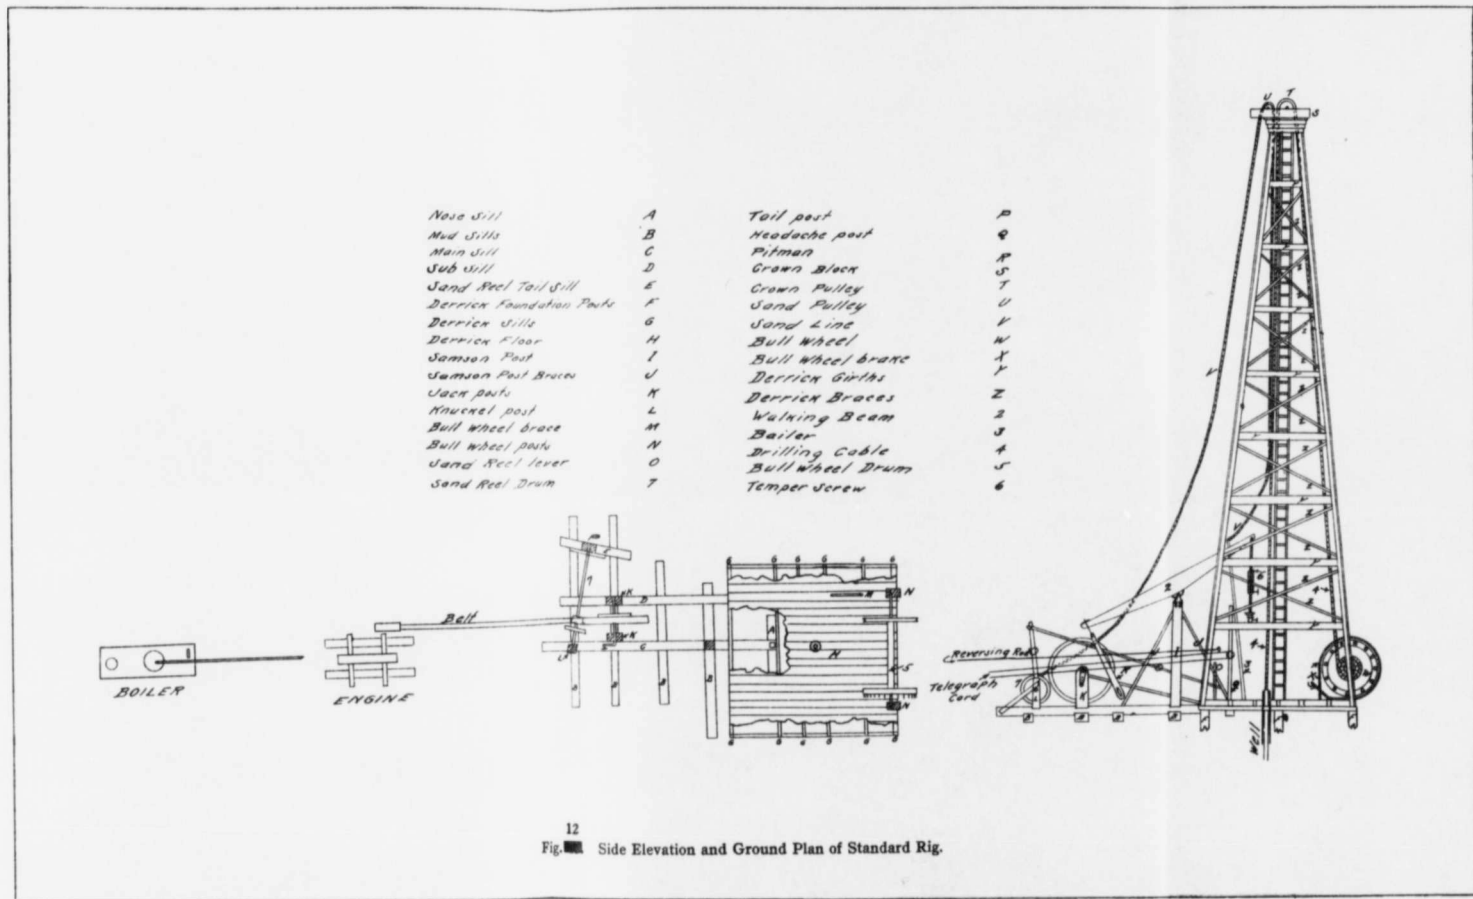 Nose Sill A
Mud Sills B
Main Sill C
Sub Sill D
Sand Reel Tail Sill E
Derrick Foundation Posts F
Derrick Sills G
Derrick Floor H
Samson Post I
Samson Post Braces J
Jack posts K
Knuckel post L
Bull Wheel brace M
Bull Wheel posts N
Sand Reel lever O
Sand Reel Drum 7
Tail post P
Headache post Q
Pitman R
Crown Block S
Crown Pulley T
Sand Pulley U
Sand Line V
Bull Wheel W
Bull Wheel brake X
Derrick Girths Y
Derrick Braces Z
Walking Beam 2
Bailer 3
Drilling Cable 4
Bull Wheel Drum 5
Temper Screw 6
BOILER
ENGINE
Belt
Reversing Rod
Telegraph
Cord
Well
12
Fig. Side Elevation and Ground Plan of Standard Rig.